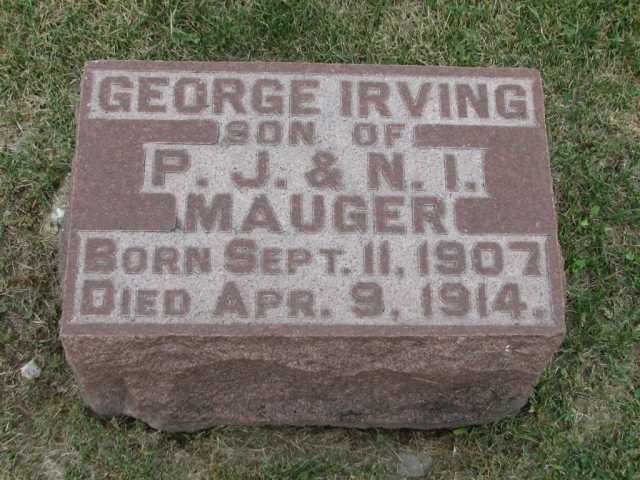 GEORGE IRVING
SON OF
P. J. & N. I.
MAUGER
BORN SEPT. 11, 1907
DIED APR. 9, 1914.